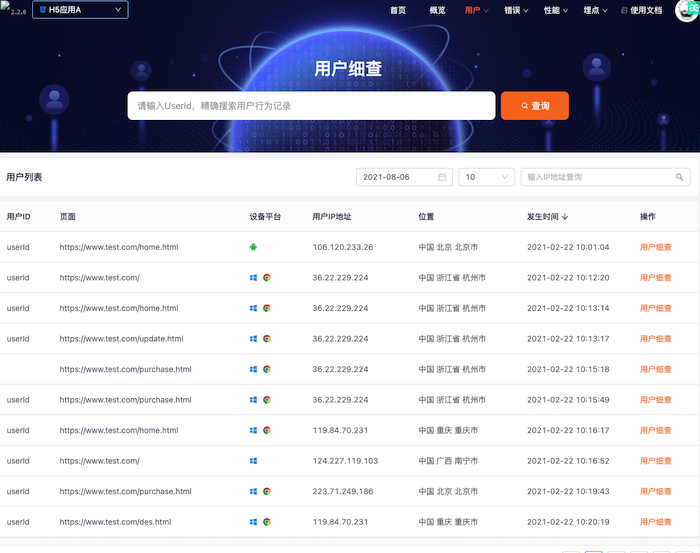 2.2.8 H5应用A 首页 概览 用户 错误 性能 埋点 使用文档
用户细查
请输入UserId，精确搜索用户行为记录 查询
用户列表 2021-08-06 10 输入IP地址查询
用户ID 页面 设备平台 用户IP地址 位置 发生时间 操作
userId https://www.test.com/home.html 106.120.233.26 中国 北京 北京市 2021-02-22 10:01:04 用户细查
userId https://www.test.com/ 36.22.229.224 中国 浙江省 杭州市 2021-02-22 10:12:20 用户细查
userId https://www.test.com/home.html 36.22.229.224 中国 浙江省 杭州市 2021-02-22 10:13:14 用户细查
userId https://www.test.com/update.html 36.22.229.224 中国 浙江省 杭州市 2021-02-22 10:13:17 用户细查
https://www.test.com/purchase.html 36.22.229.224 中国 浙江省 杭州市 2021-02-22 10:15:18 用户细查
userId https://www.test.com/purchase.html 36.22.229.224 中国 浙江省 杭州市 2021-02-22 10:15:49 用户细查
userId https://www.test.com/home.html 119.84.70.231 中国 重庆 重庆市 2021-02-22 10:16:17 用户细查
userId https://www.test.com/ 124.227.119.103 中国 广西 南宁市 2021-02-22 10:16:52 用户细查
userId https://www.test.com/purchase.html 223.71.249.186 中国 北京 北京市 2021-02-22 10:19:43 用户细查
userId https://www.test.com/des.html 119.84.70.231 中国 重庆 重庆市 2021-02-22 10:20:19 用户细查